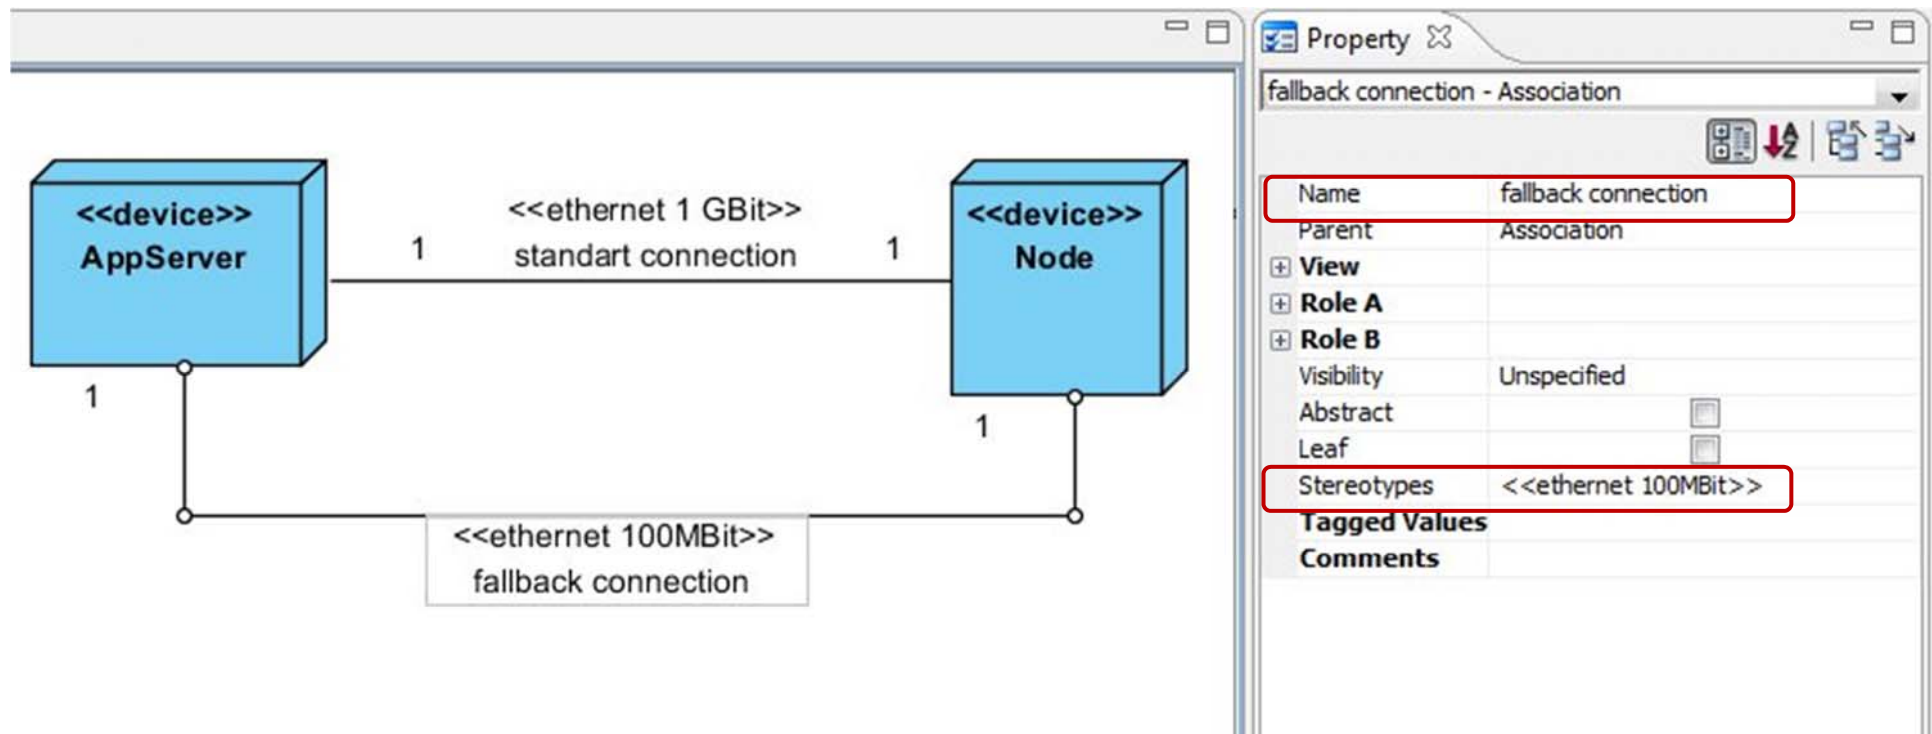 <<device>>
AppServer
1
<<ethernet 1 GBit>>
standart connection
1
<<device>>
Node
1
1
<<ethernet 100MBit>>
fallback connection
Property
fallback connection - Association
Name fallback connection
Parent Association
View
Role A
Role B
Visibility Unspecified
Abstract
Leaf
Stereotypes <<ethernet 100MBit>>
Tagged Values
Comments